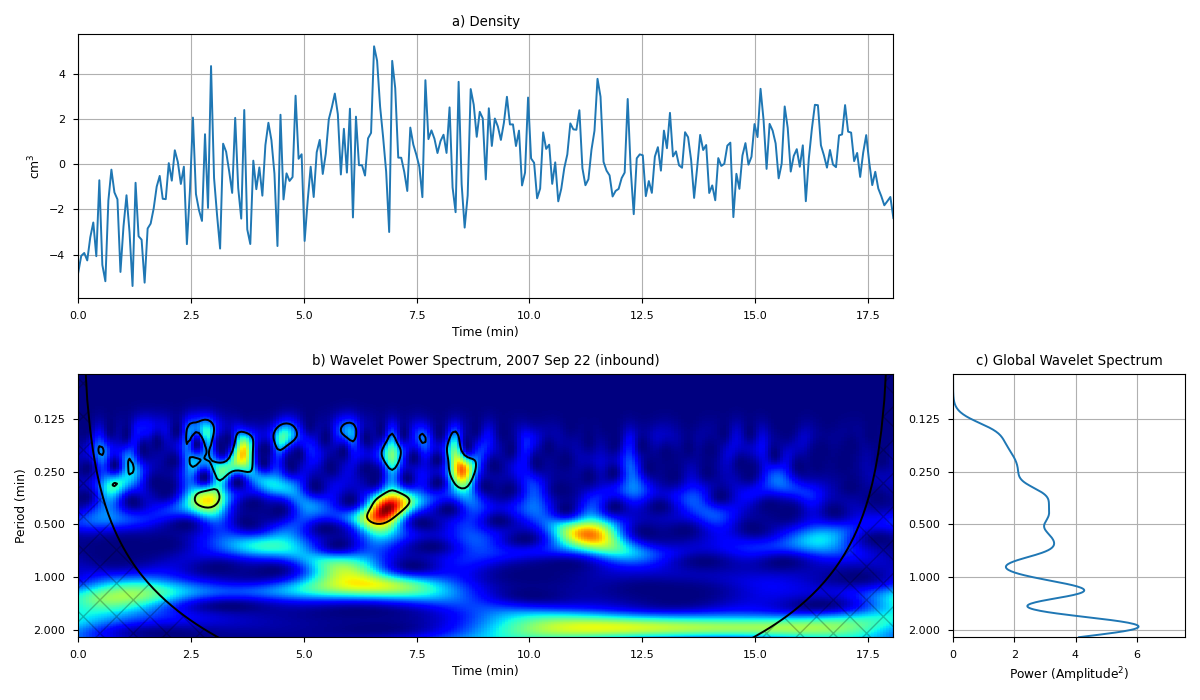 a) Density
cm³
4
2
0
−2
−4
0.0 2.5 5.0 7.5 10.0 12.5 15.0 17.5
Time (min)
b) Wavelet Power Spectrum, 2007 Sep 22 (inbound)
Period (min)
0.125
0.250
0.500
1.000
2.000
0.0 2.5 5.0 7.5 10.0 12.5 15.0 17.5
Time (min)
c) Global Wavelet Spectrum
0.125
0.250
0.500
1.000
2.000
0 2 4 6
Power (Amplitude²)